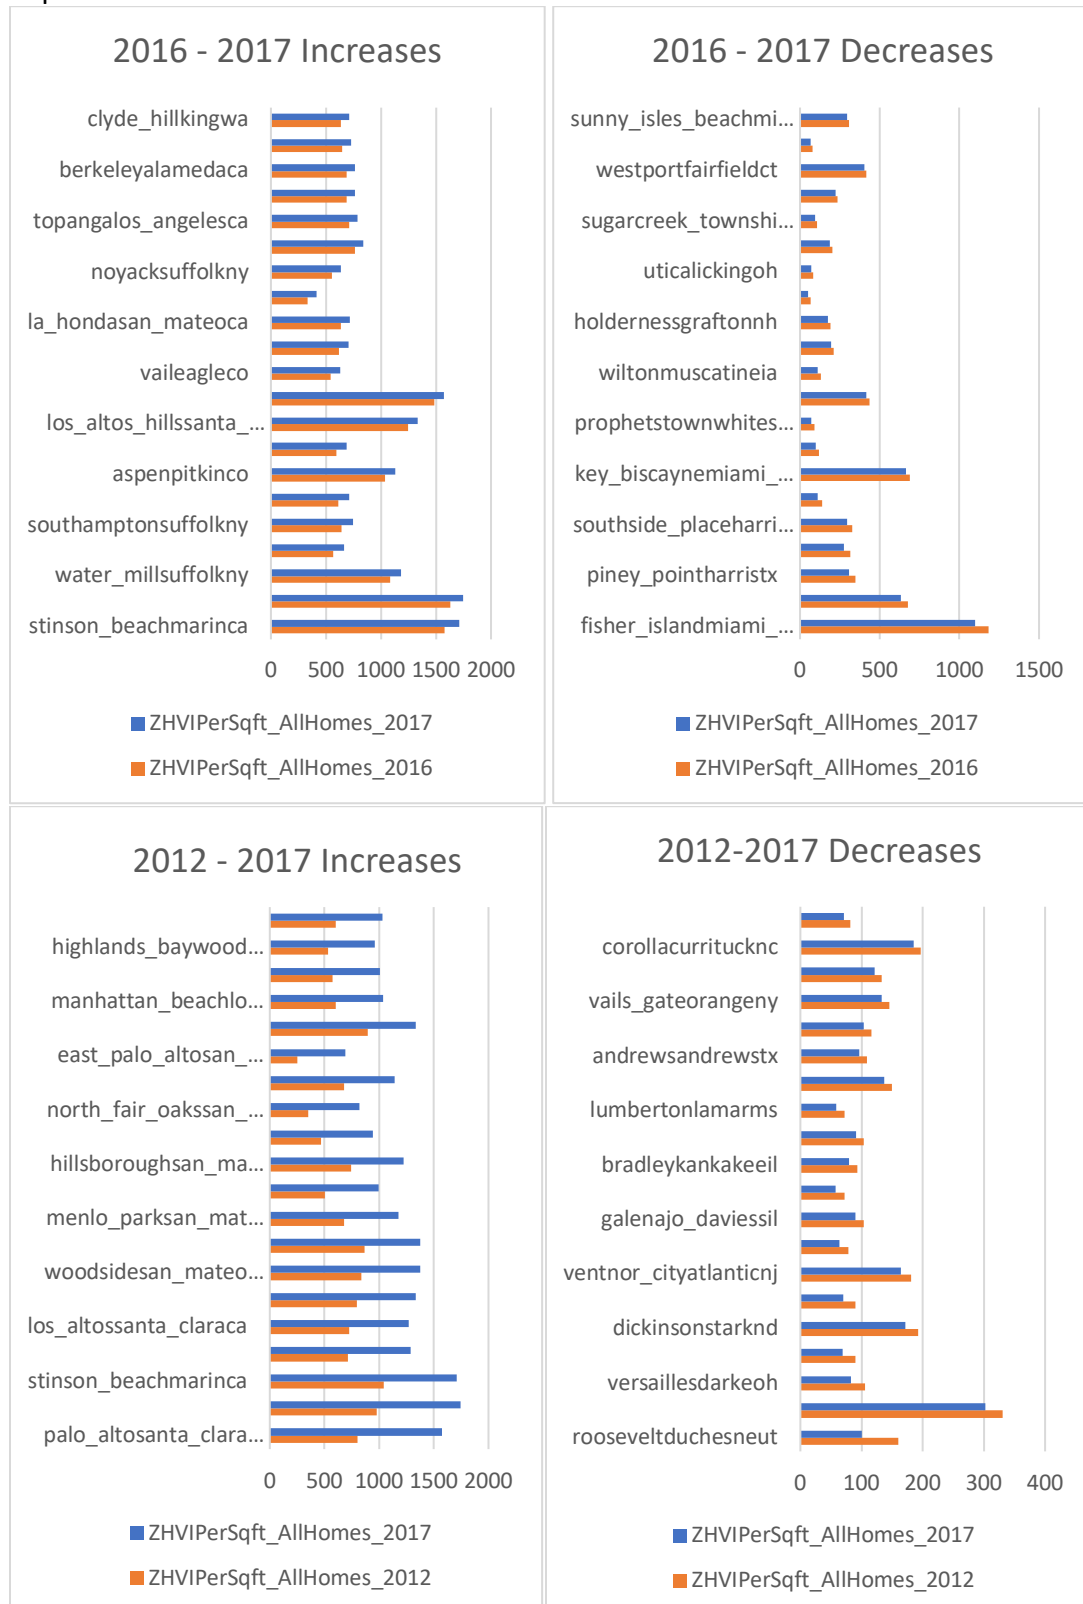 2016 - 2017 Increases
clyde_hillkingwa
berkeleyalamedaca
topangalos_angelesca
noyacksuffolkny
la_hondasan_mateoca
vaileagleco
los_altos_hillssanta_...
aspenpitkinco
southamptonsuffolkny
water_millsuffolkny
stinson_beachmarinca
0 500 1000 1500 2000
ZHVIPerSqft_AllHomes_2017
ZHVIPerSqft_AllHomes_2016
2016 - 2017 Decreases
sunny_isles_beachmi...
westportfairfieldct
sugarcreek_townshi...
uticalickingoh
holdernessgraftonnh
wiltonmuscatineia
prophetstownwhites...
key_biscaynemiami_...
southside_placeharri...
piney_pointharristx
fisher_islandmiami_...
0 500 1000 1500
ZHVIPerSqft_AllHomes_2017
ZHVIPerSqft_AllHomes_2016
2012 - 2017 Increases
highlands_baywood...
manhattan_beachlo...
east_palo_altosan_...
north_fair_oakssan_...
hillsboroughsan_ma...
menlo_parksan_mat...
woodsidesan_mateo...
los_altossanta_claraca
stinson_beachmarinca
palo_altosanta_clara...
0 500 1000 1500 2000
ZHVIPerSqft_AllHomes_2017
ZHVIPerSqft_AllHomes_2012
2012-2017 Decreases
corollacurritucknc
vails_gateorangeny
andrewsandrewstx
lumbertonlamarms
bradleykankakeeil
galenajo_daviessil
ventnor_cityatlanticnj
dickinsonstarknd
versaillesdarkeoh
rooseveltduchesneut
0 100 200 300 400
ZHVIPerSqft_AllHomes_2017
ZHVIPerSqft_AllHomes_2012